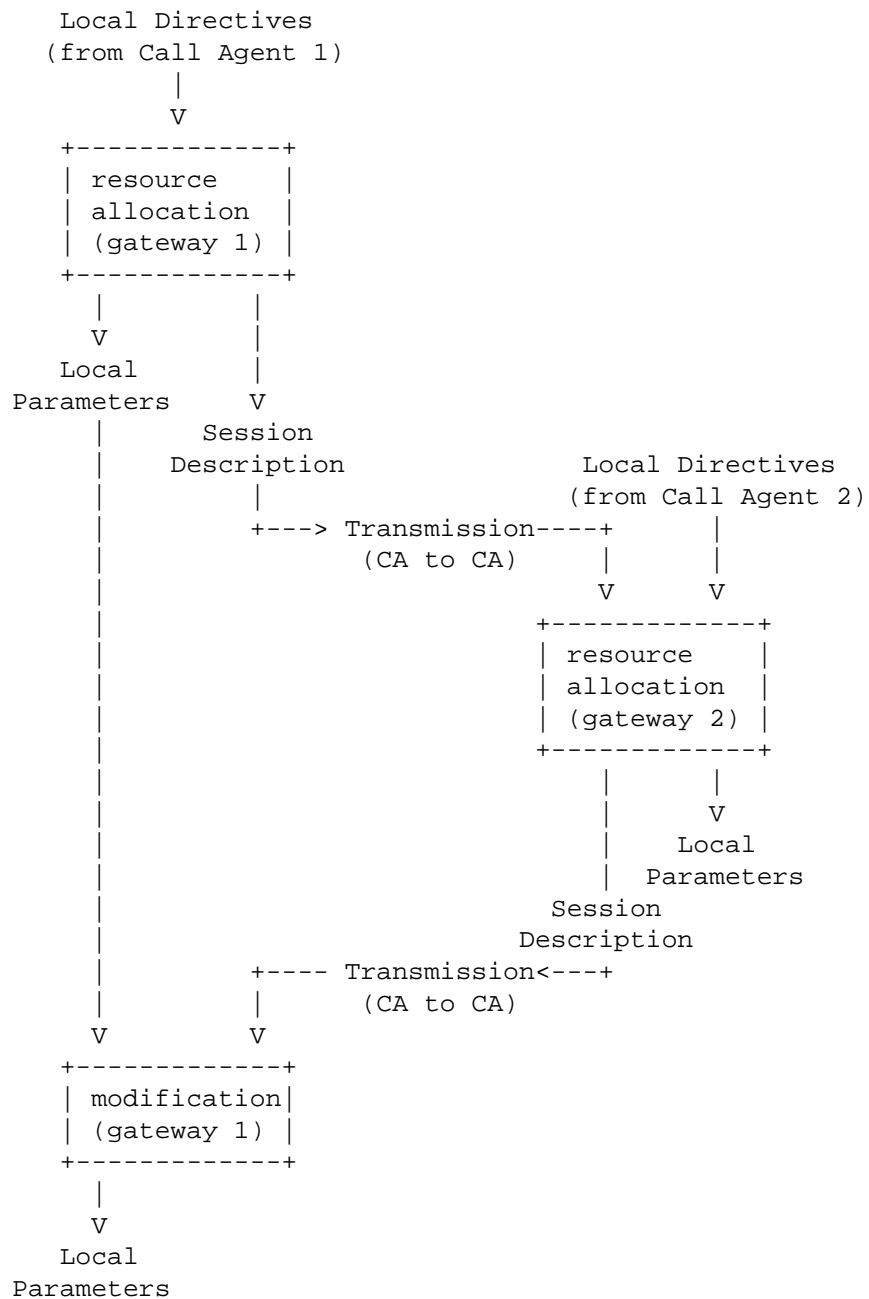 Local Directives
(from Call Agent 1)
|
V
+-------------+
| resource    |
| allocation  |
| (gateway 1) |
+-------------+
|         |
V         |
Local        |
Parameters     V
|      Session
|    Description               Local Directives
|         |                   (from Call Agent 2)
|         +---> Transmission----+      |
|                (CA to CA)     |      |
|                               V      V
|                           +-------------+
|                           | resource    |
|                           | allocation  |
|                           | (gateway 2) |
|                           +-------------+
|                               |      |
|                               |      V
|                               |    Local
|                               |  Parameters
|                            Session
|                          Description
|         +---- Transmission<---+
|         |      (CA to CA)
V         V
+-------------+
| modification|
| (gateway 1) |
+-------------+
|
V
Local
Parameters